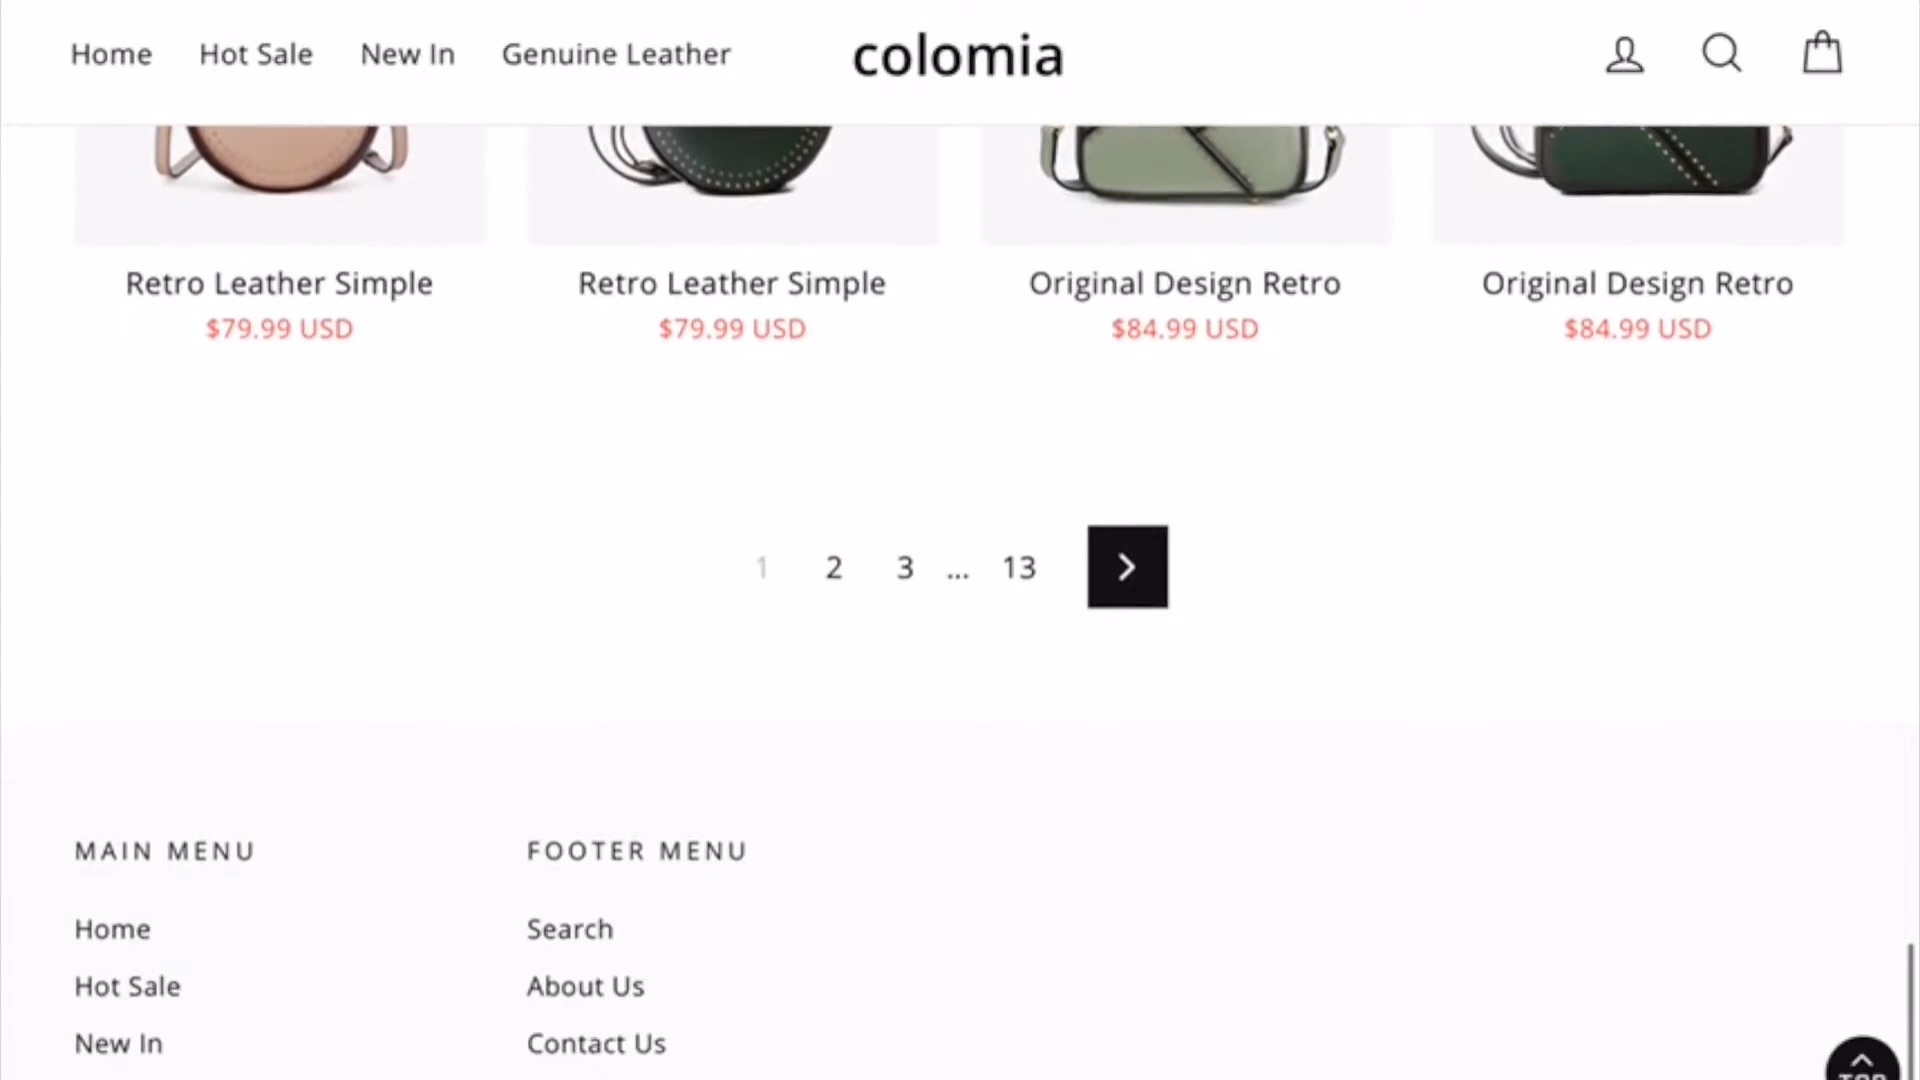 Home Hot Sale New In Genuine Leather colomia
Retro Leather Simple Retro Leather Simple Original Design Retro Original Design Retro
$79.99 USD $79.99 USD $84.99 USD $84.99 USD
1 2 3 ... 13
MAIN MENU FOOTER MENU
Home Search
Hot Sale About Us
New In Contact Us
TOP